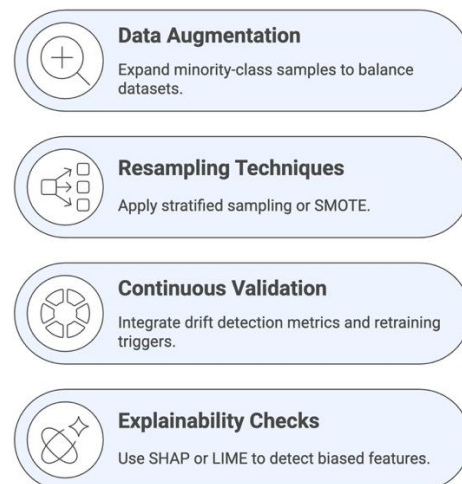 Data Augmentation
Expand minority-class samples to balance
datasets.
Resampling Techniques
Apply stratified sampling or SMOTE.
Continuous Validation
Integrate drift detection metrics and retraining
triggers.
Explainability Checks
Use SHAP or LIME to detect biased features.